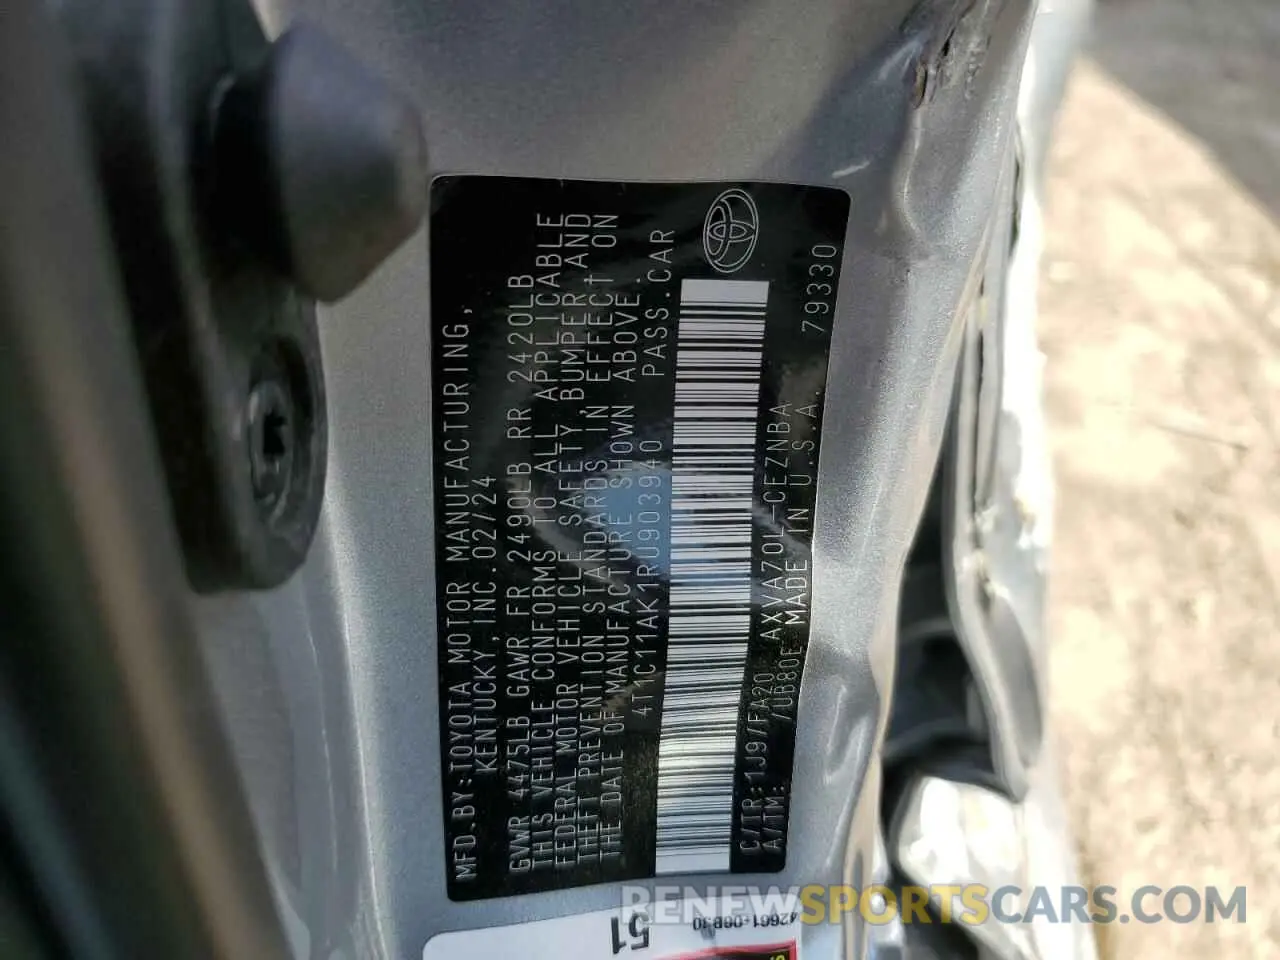 MFD. BY: TOYOTA MOTOR MANUFACTURING,
KENTUCKY, INC. 02/24
GVWR 4475LB GAWR FR 2490LB RR 2420LB
THIS VEHICLE CONFORMS TO ALL APPLICABLE
FEDERAL MOTOR VEHICLE SAFETY, BUMPER, AND
THEFT PREVENTION STANDARDS IN EFFECT ON
THE DATE OF MANUFACTURE SHOWN ABOVE.
4T1C11AK1RU903940 PASS.CAR
C/TR: 1J9/FA20 AXVA70L-CEZNBA 79330
A/TM: /UB80E MADE IN U.S.A.
42661-06B30
51
RENEWSPORTSCARS.COM